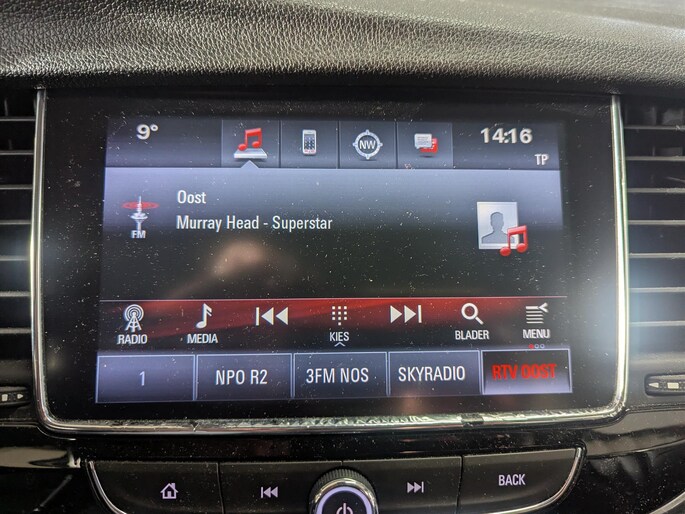 9°
NW
14:16
TP
Oost
FM
Murray Head - Superstar
RADIO
MEDIA
KIES
BLADER
MENU
1
NPO R2
3FM NOS
SKYRADIO
RTV OOST
BACK